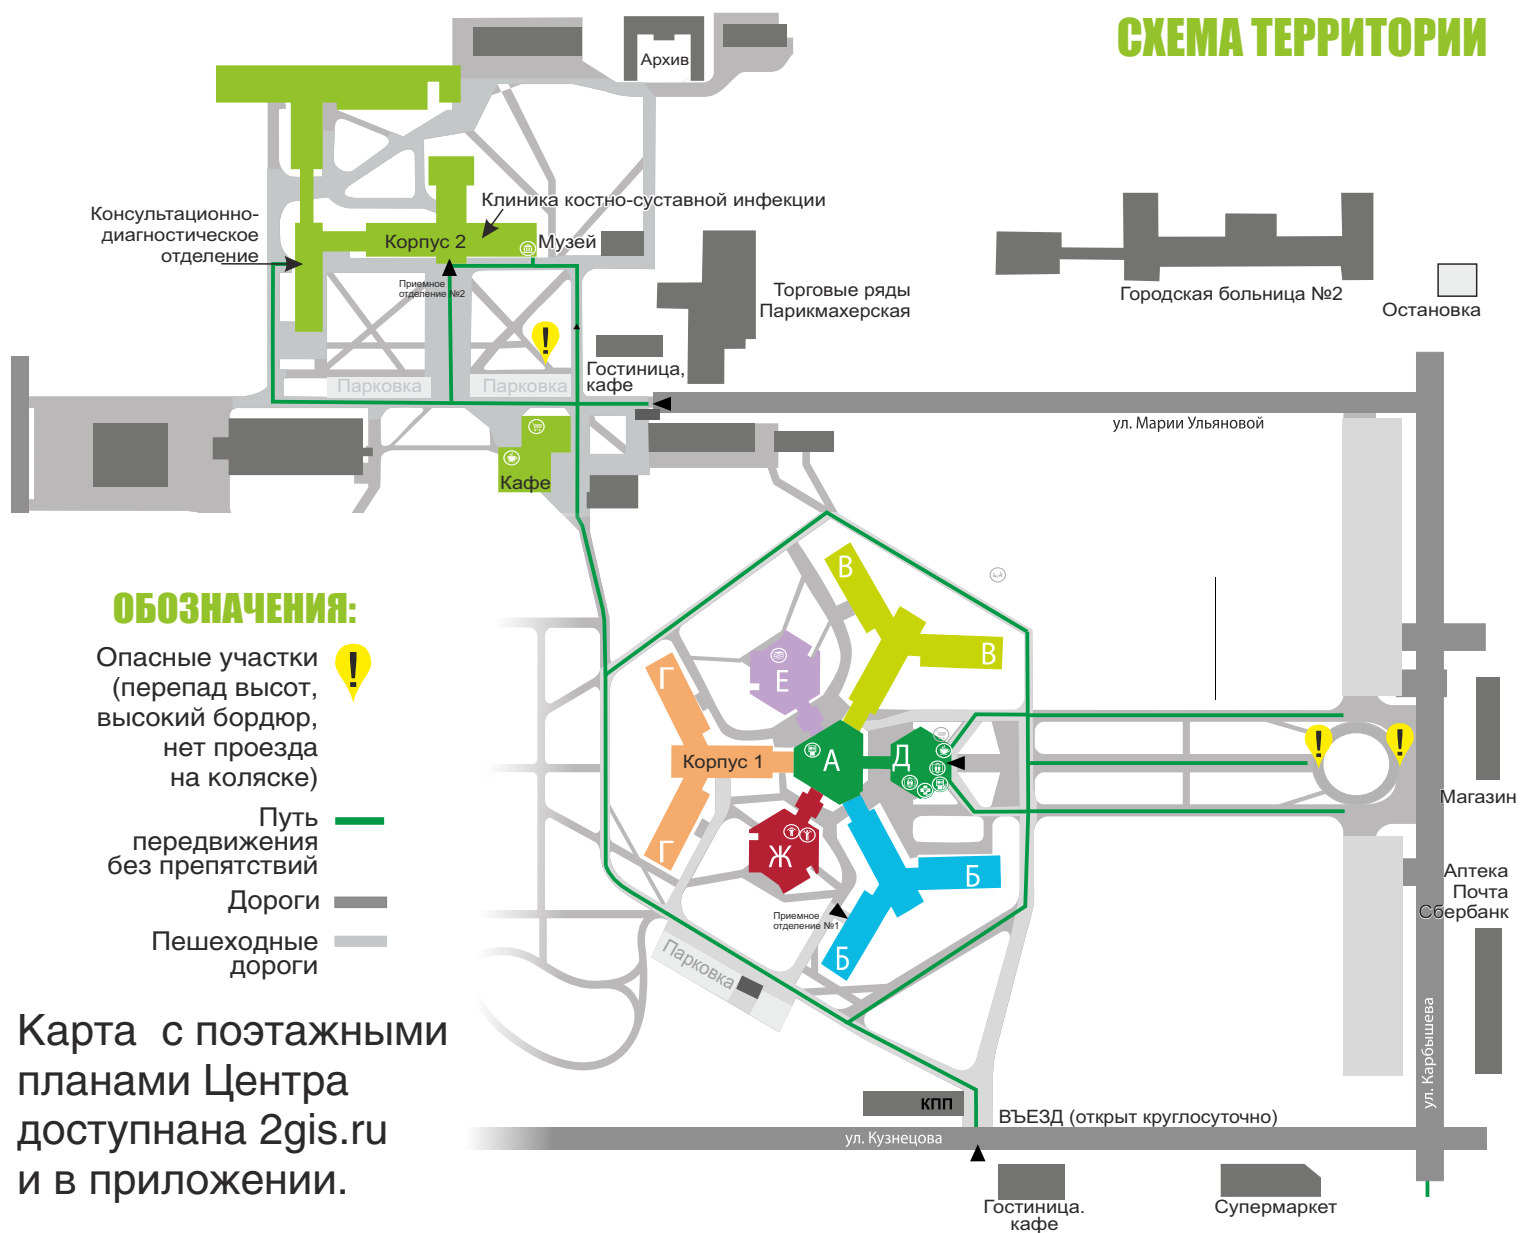 СХЕМА ТЕРРИТОРИИ
Архив
Клиника костно-суставной инфекции
Консультационно-
диагностическое
отделение
Корпус 2
Музей
Приемное
отделение №2
Торговые ряды
Парикмахерская
Городская больница №2
Остановка
!
Гостиница,
кафе
Парковка
Парковка
ул. Марии Ульяновой
Кафе
ОБОЗНАЧЕНИЯ:
Опасные участки
(перепад высот,
высокий бордюр,
нет проезда
на коляске)
!
Путь
передвижения
без препятствий
Дороги
Пешеходные
дороги
В
В
Е
Г
Корпус 1
А
Д
Г
Ж
Б
Б
Приемное
отделение №1
Парковка
!
!
Магазин
Аптека
Почта
Сбербанк
ул. Карбышева
Карта с поэтажными
планами Центра
доступнана 2gis.ru
и в приложении.
КПП
ВЪЕЗД (открыт круглосуточно)
ул. Кузнецова
Гостиница.
кафе
Супермаркет